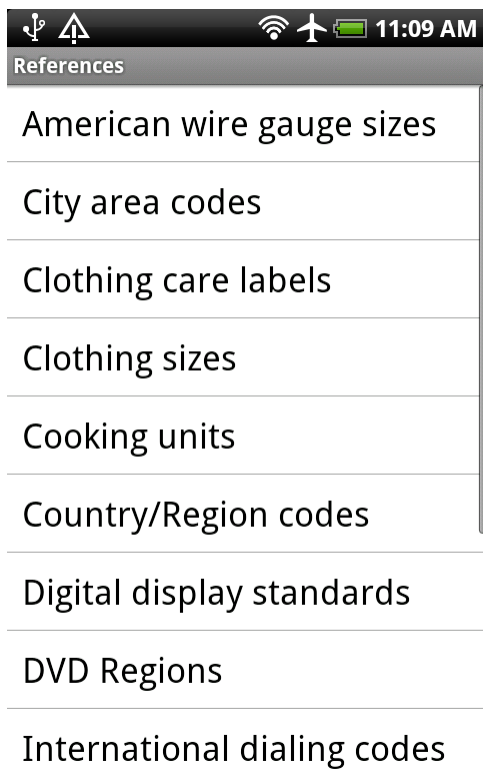 11:09 AM
References
American wire gauge sizes
City area codes
Clothing care labels
Clothing sizes
Cooking units
Country/Region codes
Digital display standards
DVD Regions
International dialing codes